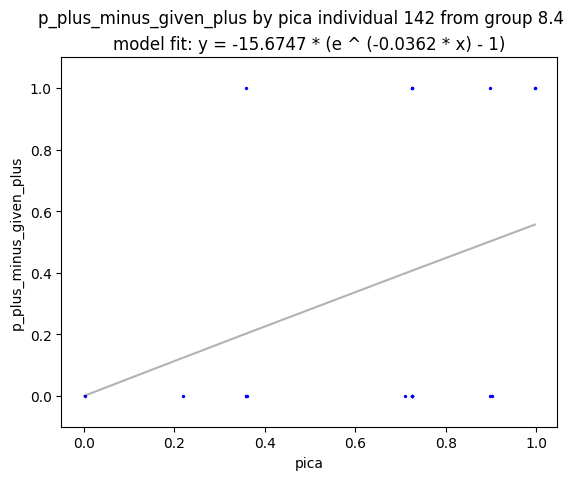 p_plus_minus_given_plus by pica individual 142 from group 8.4
model fit: y = -15.6747 * (e ^ (-0.0362 * x) - 1)
1.0
0.8
0.6
0.4
0.2
0.0
p_plus_minus_given_plus
0.0 0.2 0.4 0.6 0.8 1.0
pica